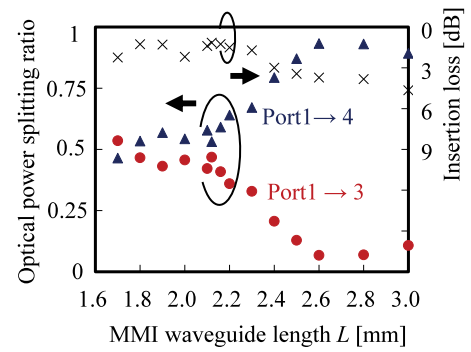 Optical power splitting ratio
1
0.75
0.5
0.25
0
0
3
6
9
Insertion loss [dB]
Port1→4
Port1 → 3
1.6 1.8 2.0 2.2 2.4 2.6 2.8 3.0
MMI waveguide length L [mm]